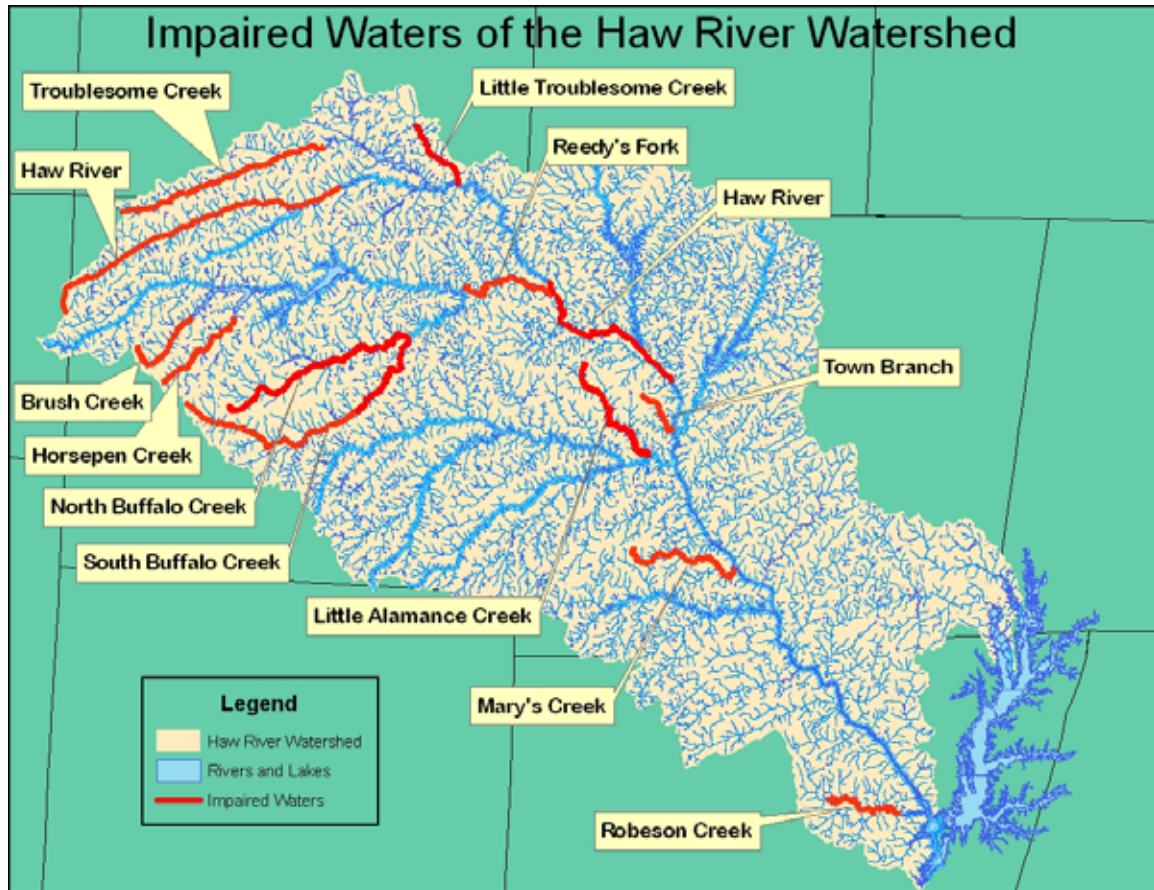 Impaired Waters of the Haw River Watershed
Troublesome Creek
Little Troublesome Creek
Reedy's Fork
Haw River
Haw River
Town Branch
Brush Creek
Horsepen Creek
North Buffalo Creek
South Buffalo Creek
Little Alamance Creek
Mary's Creek
Robeson Creek
Legend
Haw River Watershed
Rivers and Lakes
Impaired Waters